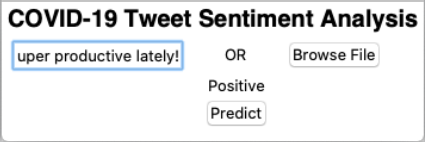 COVID-19 Tweet Sentiment Analysis
uper productive lately! OR Browse File
Positive
Predict